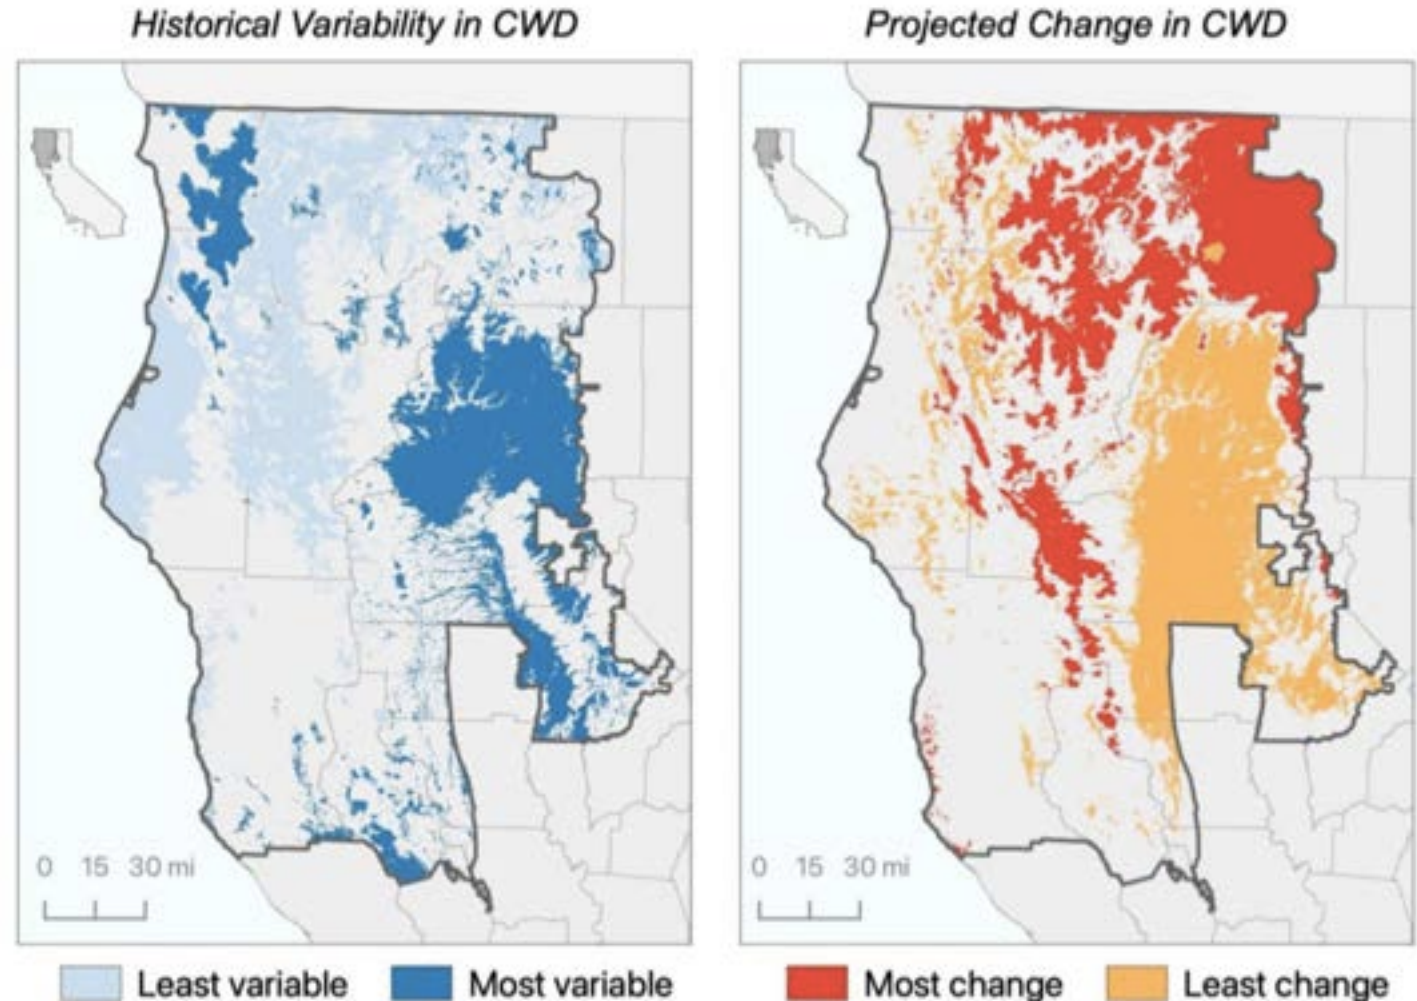 Historical Variability in CWD
Projected Change in CWD
0 15 30 mi
0 15 30 mi
Least variable Most variable
Most change Least change